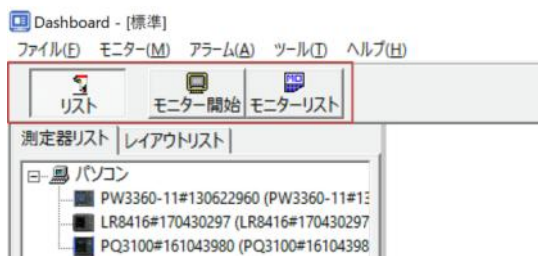 Dashboard - [標準]
ファイル(F) モニター(M) アラーム(A) ツール(T) ヘルプ(H)
リスト モニター開始 モニターリスト
測定器リスト レイアウトリスト
パソコン
PW3360-11#130622960 (PW3360-11#13
LR8416#170430297 (LR8416#170430297
PQ3100#161043980 (PQ3100#16104398